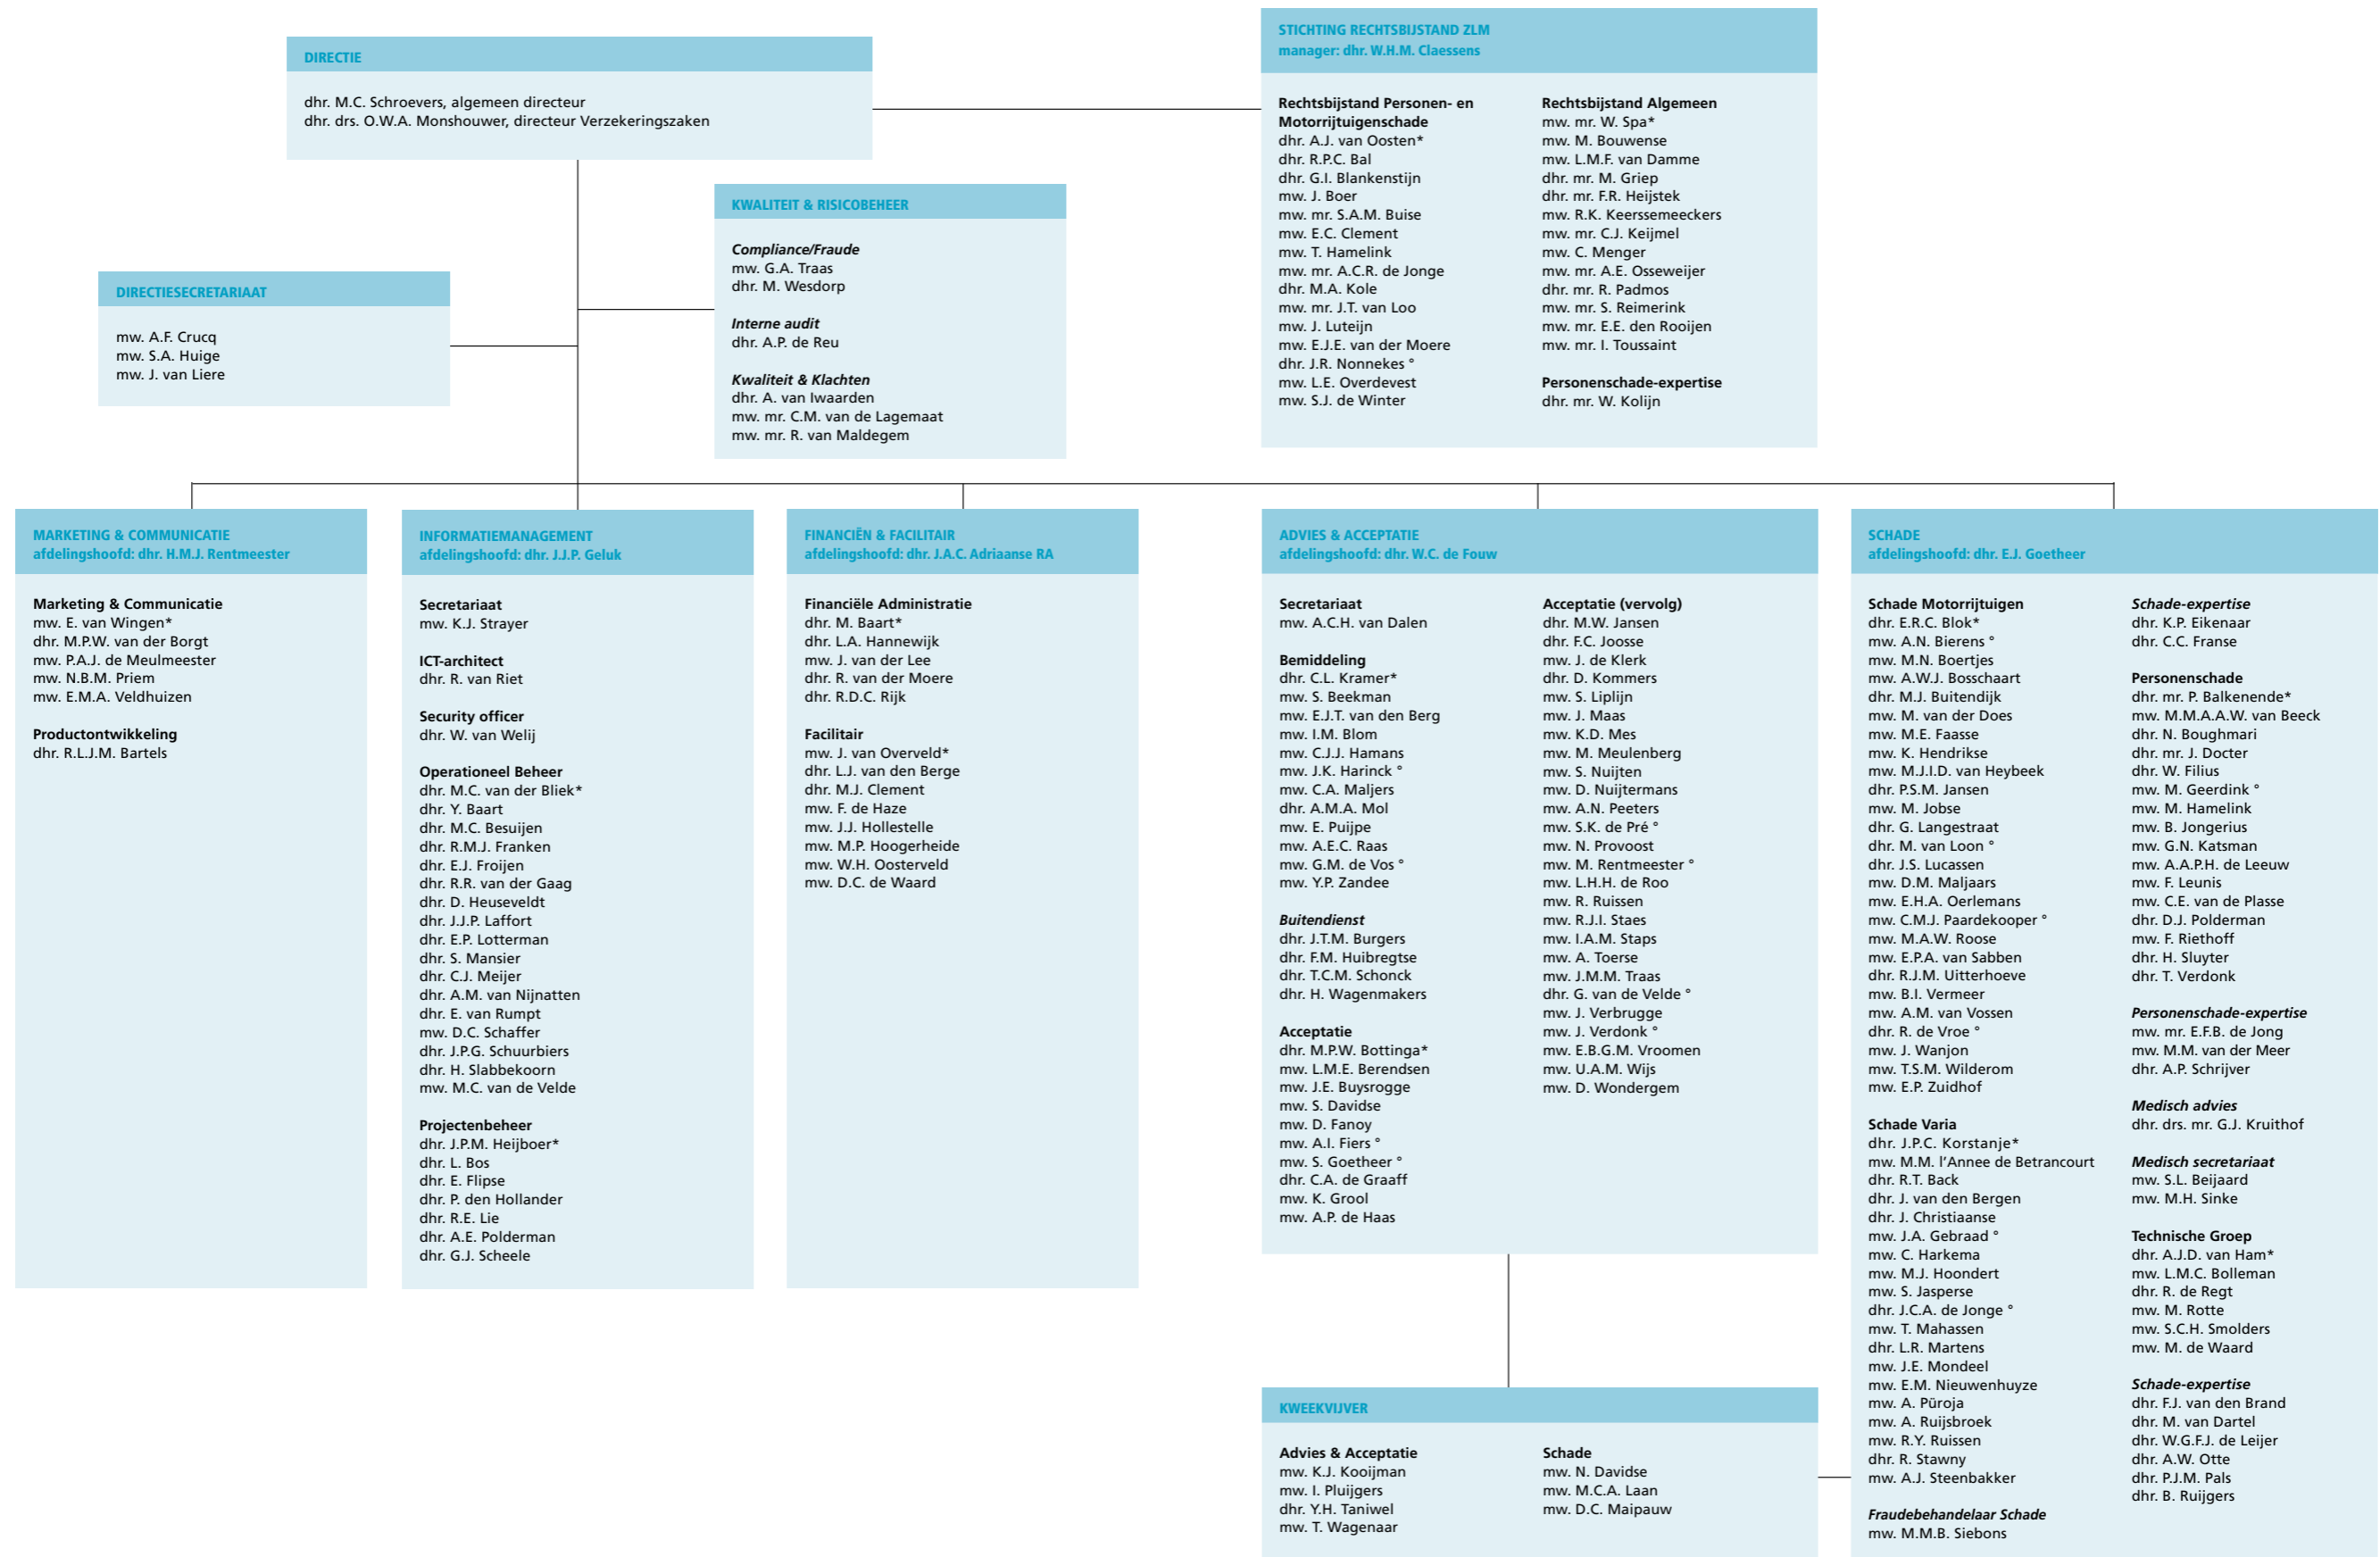 DIRECTIE
dhr. M.C. Schroevers, algemeen directeur
dhr. drs. O.W.A. Monshouwer, directeur Verzekeringszaken
STICHTING RECHTSBIJSTAND ZLM
manager: dhr. W.H.M. Claessens
Rechtsbijstand Personen- en
Motorrijtuigenschade
dhr. A.J. van Oosten*
dhr. R.P.C. Bal
dhr. G.I. Blankenstijn
mw. J. Boer
mw. mr. S.A.M. Buise
mw. E.C. Clement
mw. T. Hamelink
mw. mr. A.C.R. de Jonge
dhr. M.A. Kole
mw. mr. J.T. van Loo
mw. J. Luteijn
mw. E.J.E. van der Moere
dhr. J.R. Nonnekes °
mw. L.E. Overdevest
mw. S.J. de Winter
Rechtsbijstand Algemeen
mw. mr. W. Spa*
mw. M. Bouwense
mw. L.M.F. van Damme
dhr. mr. M. Griep
dhr. mr. F.R. Heijstek
mw. R.K. Keerssemeeckers
mw. mr. C.J. Keijmel
mw. C. Menger
mw. mr. A.E. Osseweijer
dhr. mr. R. Padmos
mw. mr. S. Reimerink
mw. mr. E.E. den Rooijen
mw. mr. I. Toussaint
Personenschade-expertise
dhr. mr. W. Kolijn
KWALITEIT & RISICOBEHEER
Compliance/Fraude
mw. G.A. Traas
dhr. M. Wesdorp
Interne audit
dhr. A.P. de Reu
Kwaliteit & Klachten
dhr. A. van Iwaarden
mw. mr. C.M. van de Lagemaat
mw. mr. R. van Maldegem
DIRECTIESECRETARIAAT
mw. A.F. Crucq
mw. S.A. Huige
mw. J. van Liere
MARKETING & COMMUNICATIE
afdelingshoofd: dhr. H.M.J. Rentmeester
Marketing & Communicatie
mw. E. van Wingen*
dhr. M.P.W. van der Borgt
mw. P.A.J. de Meulmeester
mw. N.B.M. Priem
mw. E.M.A. Veldhuizen
Productontwikkeling
dhr. R.L.J.M. Bartels
INFORMATIEMANAGEMENT
afdelingshoofd: dhr. J.J.P. Geluk
Secretariaat
mw. K.J. Strayer
ICT-architect
dhr. R. van Riet
Security officer
dhr. W. van Welij
Operationeel Beheer
dhr. M.C. van der Bliek*
dhr. Y. Baart
dhr. M.C. Besuijen
dhr. R.M.J. Franken
dhr. E.J. Froijen
dhr. R.R. van der Gaag
dhr. D. Heuseveldt
dhr. J.J.P. Laffort
dhr. E.P. Lotterman
dhr. S. Mansier
dhr. C.J. Meijer
dhr. A.M. van Nijnatten
dhr. E. van Rumpt
mw. D.C. Schaffer
dhr. J.P.G. Schuurbiers
dhr. H. Slabbekoorn
mw. M.C. van de Velde
Projectenbeheer
dhr. J.P.M. Heijboer*
dhr. L. Bos
dhr. E. Flipse
dhr. P. den Hollander
dhr. R.E. Lie
dhr. A.E. Polderman
dhr. G.J. Scheele
FINANCIËN & FACILITAIR
afdelingshoofd: dhr. J.A.C. Adriaanse RA
Financiële Administratie
dhr. M. Baart*
dhr. L.A. Hannewijk
mw. J. van der Lee
dhr. R. van der Moere
dhr. R.D.C. Rijk
Facilitair
mw. J. van Overveld*
dhr. L.J. van den Berge
dhr. M.J. Clement
mw. F. de Haze
mw. J.J. Hollestelle
mw. M.P. Hoogerheide
mw. W.H. Oosterveld
mw. D.C. de Waard
ADVIES & ACCEPTATIE
afdelingshoofd: dhr. W.C. de Fouw
Secretariaat
mw. A.C.H. van Dalen
Bemiddeling
dhr. C.L. Kramer*
mw. S. Beekman
mw. E.J.T. van den Berg
mw. I.M. Blom
mw. C.J.J. Hamans
mw. J.K. Harinck °
mw. C.A. Maljers
dhr. A.M.A. Mol
mw. E. Puijpe
mw. A.E.C. Raas
mw. G.M. de Vos °
mw. Y.P. Zandee
Buitendienst
dhr. J.T.M. Burgers
dhr. F.M. Huibregtse
dhr. T.C.M. Schonck
dhr. H. Wagenmakers
Acceptatie
dhr. M.P.W. Bottinga*
mw. L.M.E. Berendsen
mw. J.E. Buysrogge
mw. S. Davidse
mw. D. Fanoy
mw. A.I. Fiers °
mw. S. Goetheer °
dhr. C.A. de Graaff
mw. K. Grool
mw. A.P. de Haas
Acceptatie (vervolg)
dhr. M.W. Jansen
dhr. F.C. Joosse
mw. J. de Klerk
dhr. D. Kommers
mw. S. Liplijn
mw. J. Maas
mw. K.D. Mes
mw. M. Meulenberg
mw. S. Nuijten
mw. D. Nuijtermans
mw. A.N. Peeters
mw. S.K. de Pré °
mw. N. Provoost
mw. M. Rentmeester °
mw. L.H.H. de Roo
mw. R. Ruissen
mw. R.J.I. Staes
mw. I.A.M. Staps
mw. A. Toerse
mw. J.M.M. Traas
dhr. G. van de Velde °
mw. J. Verbrugge
mw. J. Verdonk °
mw. E.B.G.M. Vroomen
mw. U.A.M. Wijs
mw. D. Wondergem
SCHADE
afdelingshoofd: dhr. E.J. Goetheer
Schade Motorrijtuigen
dhr. E.R.C. Blok*
mw. A.N. Bierens °
mw. M.N. Boertjes
mw. A.W.J. Bosschaart
dhr. M.J. Buitendijk
mw. M. van der Does
mw. M.E. Faasse
mw. K. Hendrikse
mw. M.J.I.D. van Heybeek
dhr. P.S.M. Jansen
mw. M. Jobse
dhr. G. Langestraat
dhr. M. van Loon °
dhr. J.S. Lucassen
mw. D.M. Maljaars
mw. E.H.A. Oerlemans
mw. C.M.J. Paardekooper °
mw. M.A.W. Roose
mw. E.P.A. van Sabben
dhr. R.J.M. Uitterhoeve
mw. B.I. Vermeer
mw. A.M. van Vossen
dhr. R. de Vroe °
mw. J. Wanjon
mw. T.S.M. Wilderom
mw. E.P. Zuidhof
Schade Varia
dhr. J.P.C. Korstanje*
mw. M.M. l'Annee de Betrancourt
dhr. R.T. Back
dhr. J. van den Bergen
dhr. J. Christiaanse
mw. J.A. Gebraad °
mw. C. Harkema
mw. M.J. Hoondert
mw. S. Jasperse
dhr. J.C.A. de Jonge °
mw. T. Mahassen
dhr. L.R. Martens
mw. J.E. Mondeel
mw. E.M. Nieuwenhuyze
mw. A. Püroja
mw. A. Ruijsbroek
mw. R.Y. Ruissen
dhr. R. Stawny
mw. A.J. Steenbakker
Fraudebehandelaar Schade
mw. M.M.B. Siebons
Schade-expertise
dhr. K.P. Eikenaar
dhr. C.C. Franse
Personenschade
dhr. mr. P. Balkenende*
mw. M.M.A.A.W. van Beeck
dhr. N. Boughmari
dhr. mr. J. Docter
dhr. W. Filius
mw. M. Geerdink °
mw. M. Hamelink
mw. B. Jongerius
mw. G.N. Katsman
mw. A.A.P.H. de Leeuw
mw. F. Leunis
mw. C.E. van de Plasse
dhr. D.J. Polderman
mw. F. Riethoff
dhr. H. Sluyter
dhr. T. Verdonk
Personenschade-expertise
mw. mr. E.F.B. de Jong
mw. M.M. van der Meer
dhr. A.P. Schrijver
Medisch advies
dhr. drs. mr. G.J. Kruithof
Medisch secretariaat
mw. S.L. Beijaard
mw. M.H. Sinke
Technische Groep
dhr. A.J.D. van Ham*
mw. L.M.C. Bolleman
dhr. R. de Regt
mw. M. Rotte
mw. S.C.H. Smolders
mw. M. de Waard
Schade-expertise
dhr. F.J. van den Brand
dhr. M. van Dartel
dhr. W.G.F.J. de Leijer
dhr. A.W. Otte
dhr. P.J.M. Pals
dhr. B. Ruijgers
KWEEKVIJVER
Advies & Acceptatie
mw. K.J. Kooijman
mw. I. Pluijgers
dhr. Y.H. Taniwel
mw. T. Wagenaar
Schade
mw. N. Davidse
mw. M.C.A. Laan
mw. D.C. Maipauw